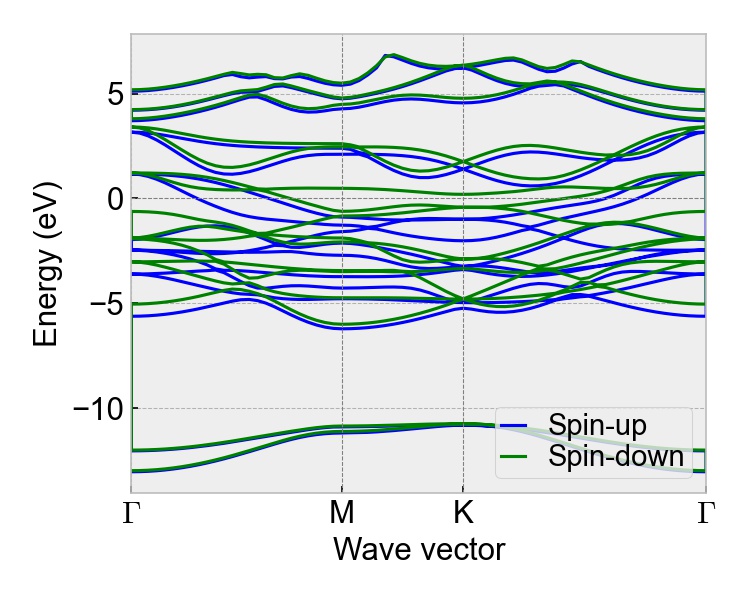 5
0
−5
−10
Energy (eV)
Spin-up
Spin-down
Γ M K Γ
Wave vector